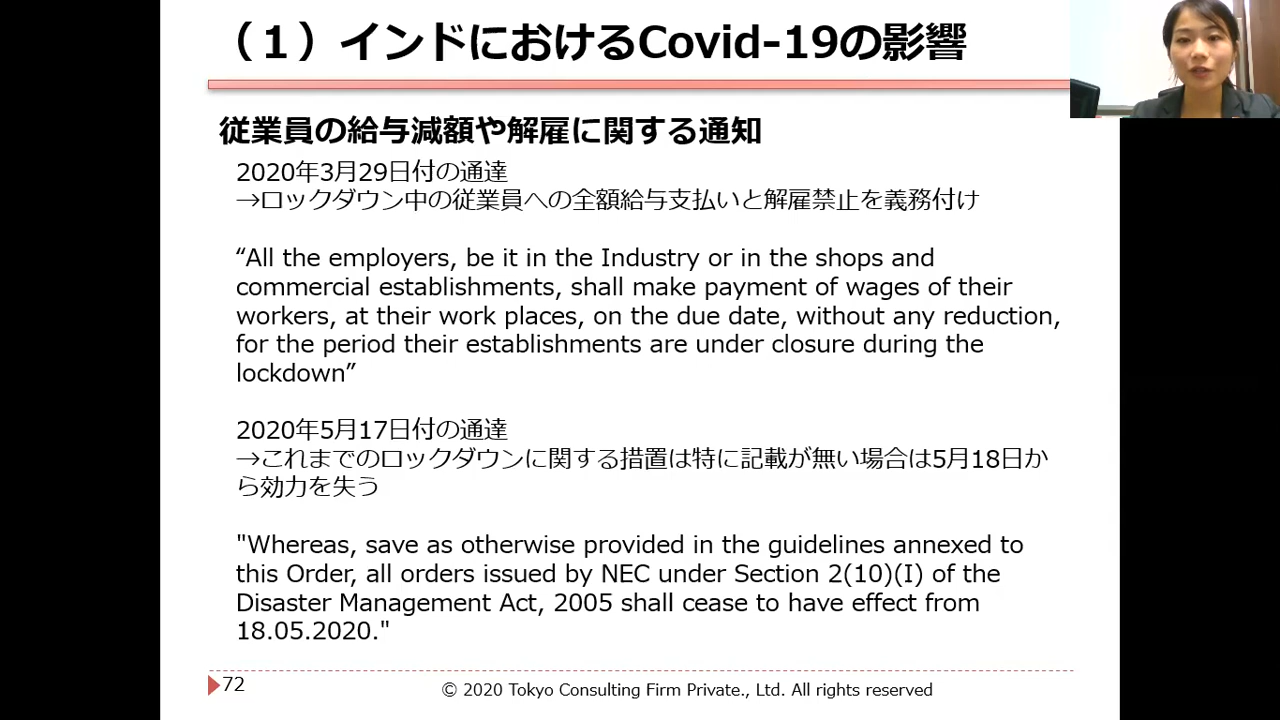 （１）インドにおけるCovid-19の影響
従業員の給与減額や解雇に関する通知
2020年3月29日付の通達
→ロックダウン中の従業員への全額給与支払いと解雇禁止を義務付け
“All the employers, be it in the Industry or in the shops and
commercial establishments, shall make payment of wages of their
workers, at their work places, on the due date, without any reduction,
for the period their establishments are under closure during the
lockdown”
2020年5月17日付の通達
→これまでのロックダウンに関する措置は特に記載が無い場合は5月18日か
ら効力を失う
"Whereas, save as otherwise provided in the guidelines annexed to
this Order, all orders issued by NEC under Section 2(10)(I) of the
Disaster Management Act, 2005 shall cease to have effect from
18.05.2020."
72
© 2020 Tokyo Consulting Firm Private., Ltd. All rights reserved